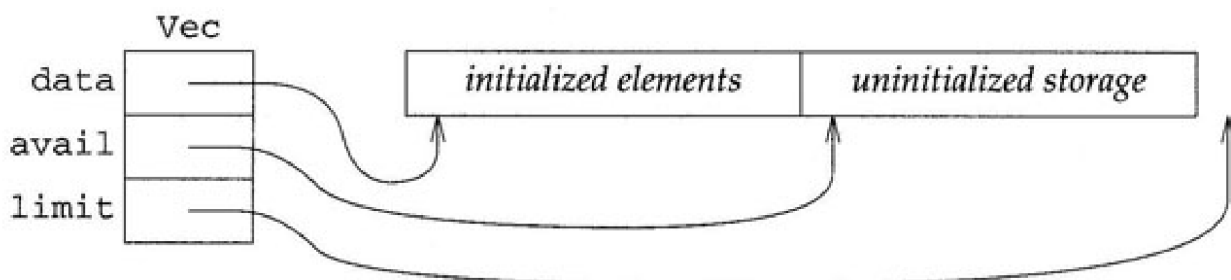 Vec
data
initialized elements
uninitialized storage
avail
limit